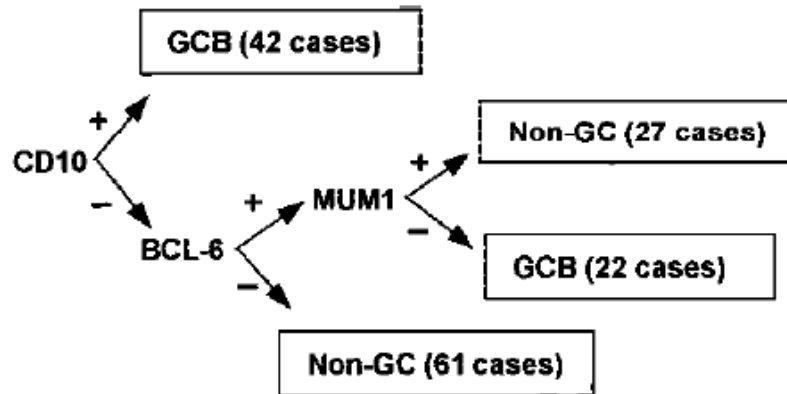 GCB (42 cases)
+
Non-GC (27 cases)
CD10
+
−
+
MUM1
−
BCL-6
GCB (22 cases)
−
Non-GC (61 cases)